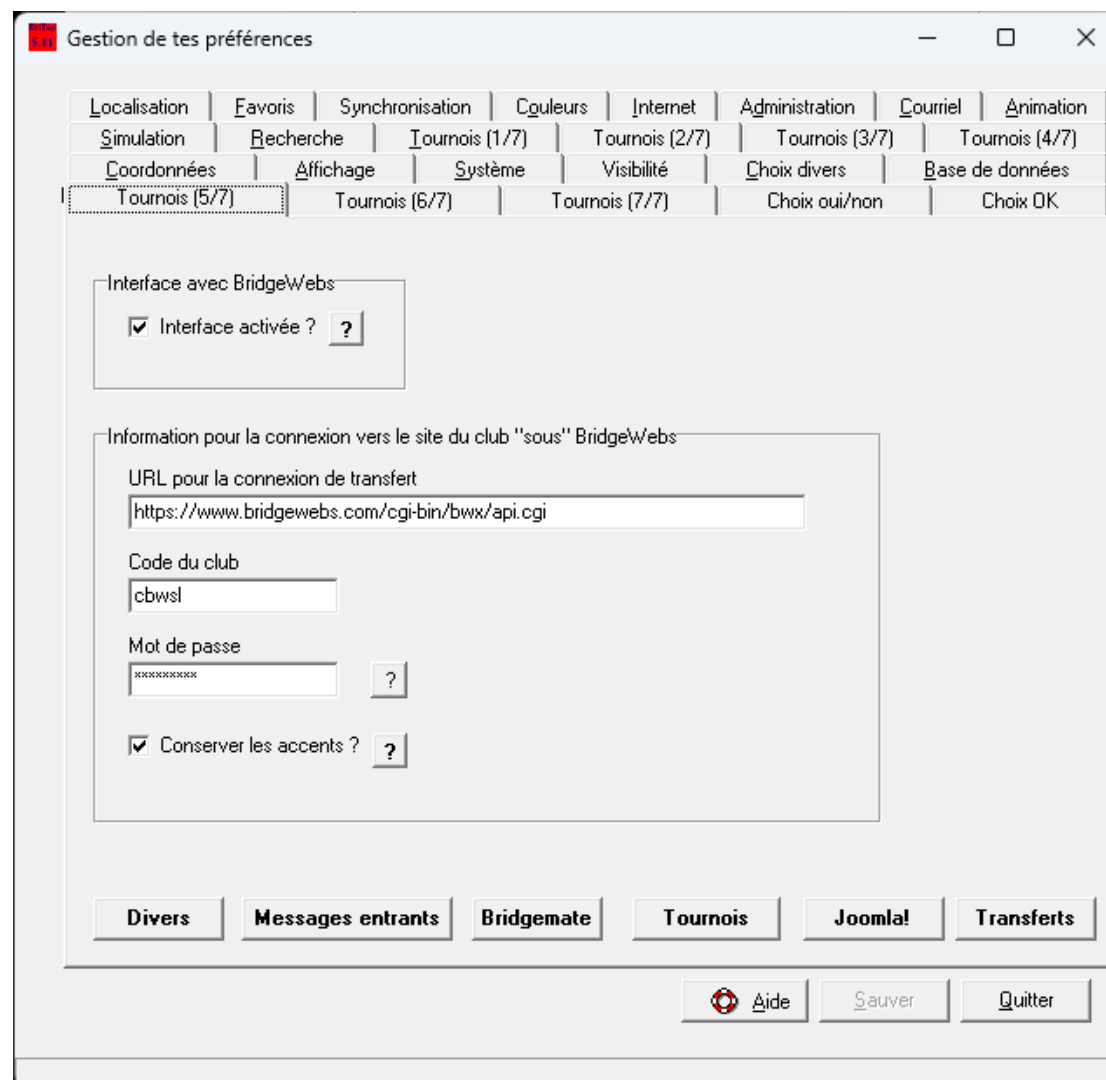 BriTay
5.11
Gestion de tes préférences
Localisation Favoris Synchronisation Couleurs Internet Administration Courriel Animation
Simulation Recherche Tournois (1/7) Tournois (2/7) Tournois (3/7) Tournois (4/7)
Coordonnées Affichage Système Visibilité Choix divers Base de données
Tournois (5/7) Tournois (6/7) Tournois (7/7) Choix oui/non Choix OK
Interface avec BridgeWebs
Interface activée ? ?
Information pour la connexion vers le site du club "sous" BridgeWebs
URL pour la connexion de transfert
https://www.bridgewebs.com/cgi-bin/bwx/api.cgi
Code du club
cbwsl
Mot de passe
********* ?
Conserver les accents ? ?
Divers Messages entrants Bridgemate Tournois Joomla! Transferts
Aide Sauver Quitter